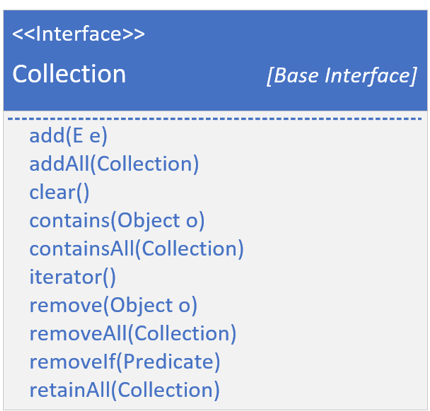 <<Interface>>
Collection [Base Interface]
add(E e)
addAll(Collection)
clear()
contains(Object o)
containsAll(Collection)
iterator()
remove(Object o)
removeAll(Collection)
removeIf(Predicate)
retainAll(Collection)